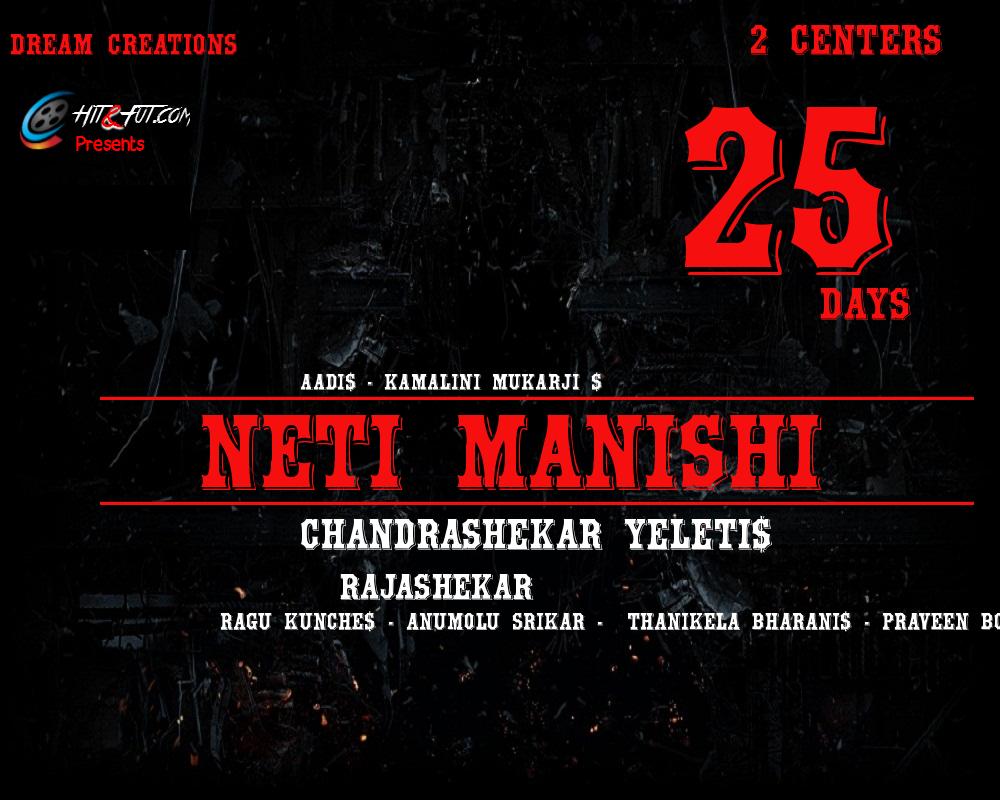 DREAM CREATIONS
2 CENTERS
HIT&FUT.COM
Presents
25
DAYS
AADI$ - KAMALINI MUKARJI $
NETI MANISHI
CHANDRASHEKAR YELETI$
RAJASHEKAR
RAGU KUNCHE$ - ANUMOLU SRIKAR - THANIKELA BHARANI$ - PRAVEEN